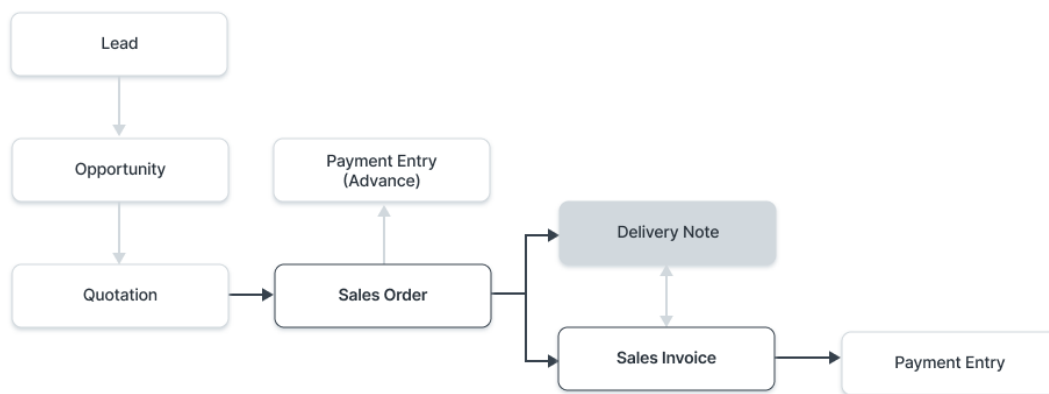 Lead
Opportunity
Payment Entry
(Advance)
Delivery Note
Quotation
Sales Order
Sales Invoice
Payment Entry